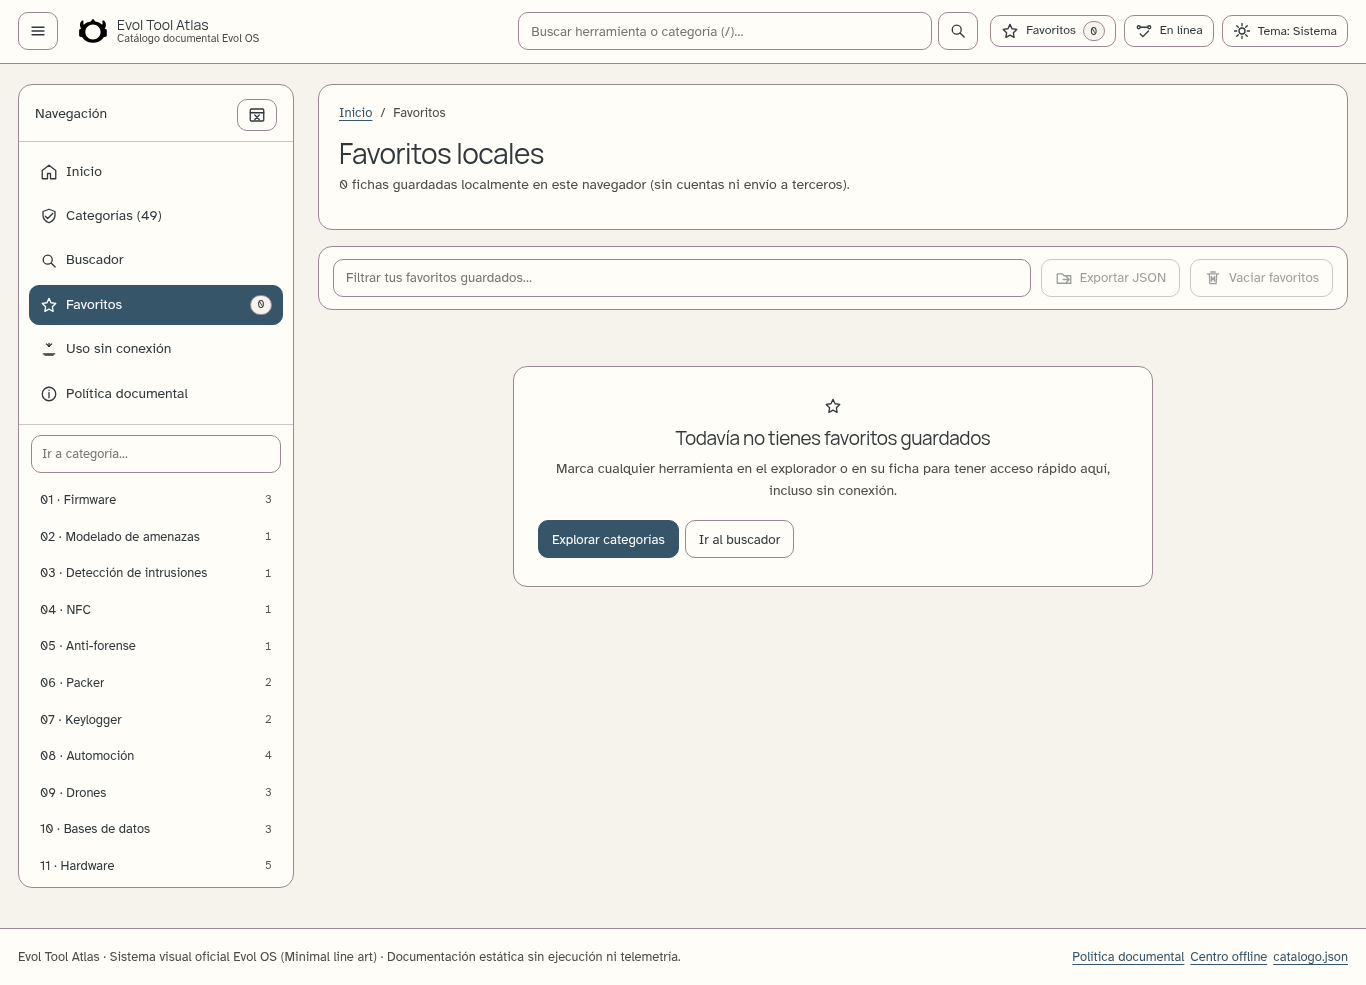 Evol Tool Atlas
Catálogo documental Evol OS
Buscar herramienta o categoría (/)...
Favoritos 0
En línea
Tema: Sistema
Navegación
Inicio
Categorías (49)
Buscador
Favoritos 0
Uso sin conexión
Política documental
Ir a categoría...
01 · Firmware 3
02 · Modelado de amenazas 1
03 · Detección de intrusiones 1
04 · NFC 1
05 · Anti-forense 1
06 · Packer 2
07 · Keylogger 2
08 · Automoción 4
09 · Drones 3
10 · Bases de datos 3
11 · Hardware 5
Inicio / Favoritos
Favoritos locales
0 fichas guardadas localmente en este navegador (sin cuentas ni envío a terceros).
Filtrar tus favoritos guardados...
Exportar JSON
Vaciar favoritos
Todavía no tienes favoritos guardados
Marca cualquier herramienta en el explorador o en su ficha para tener acceso rápido aquí,
incluso sin conexión.
Explorar categorías
Ir al buscador
Evol Tool Atlas · Sistema visual oficial Evol OS (Minimal line art) · Documentación estática sin ejecución ni telemetría.
Política documental Centro offline catalogo.json